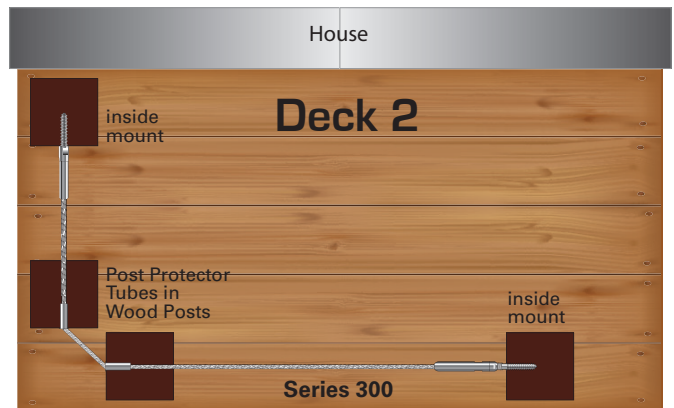 House
Deck 2
inside
mount
Post Protector
Tubes in
Wood Posts
inside
mount
Series 300